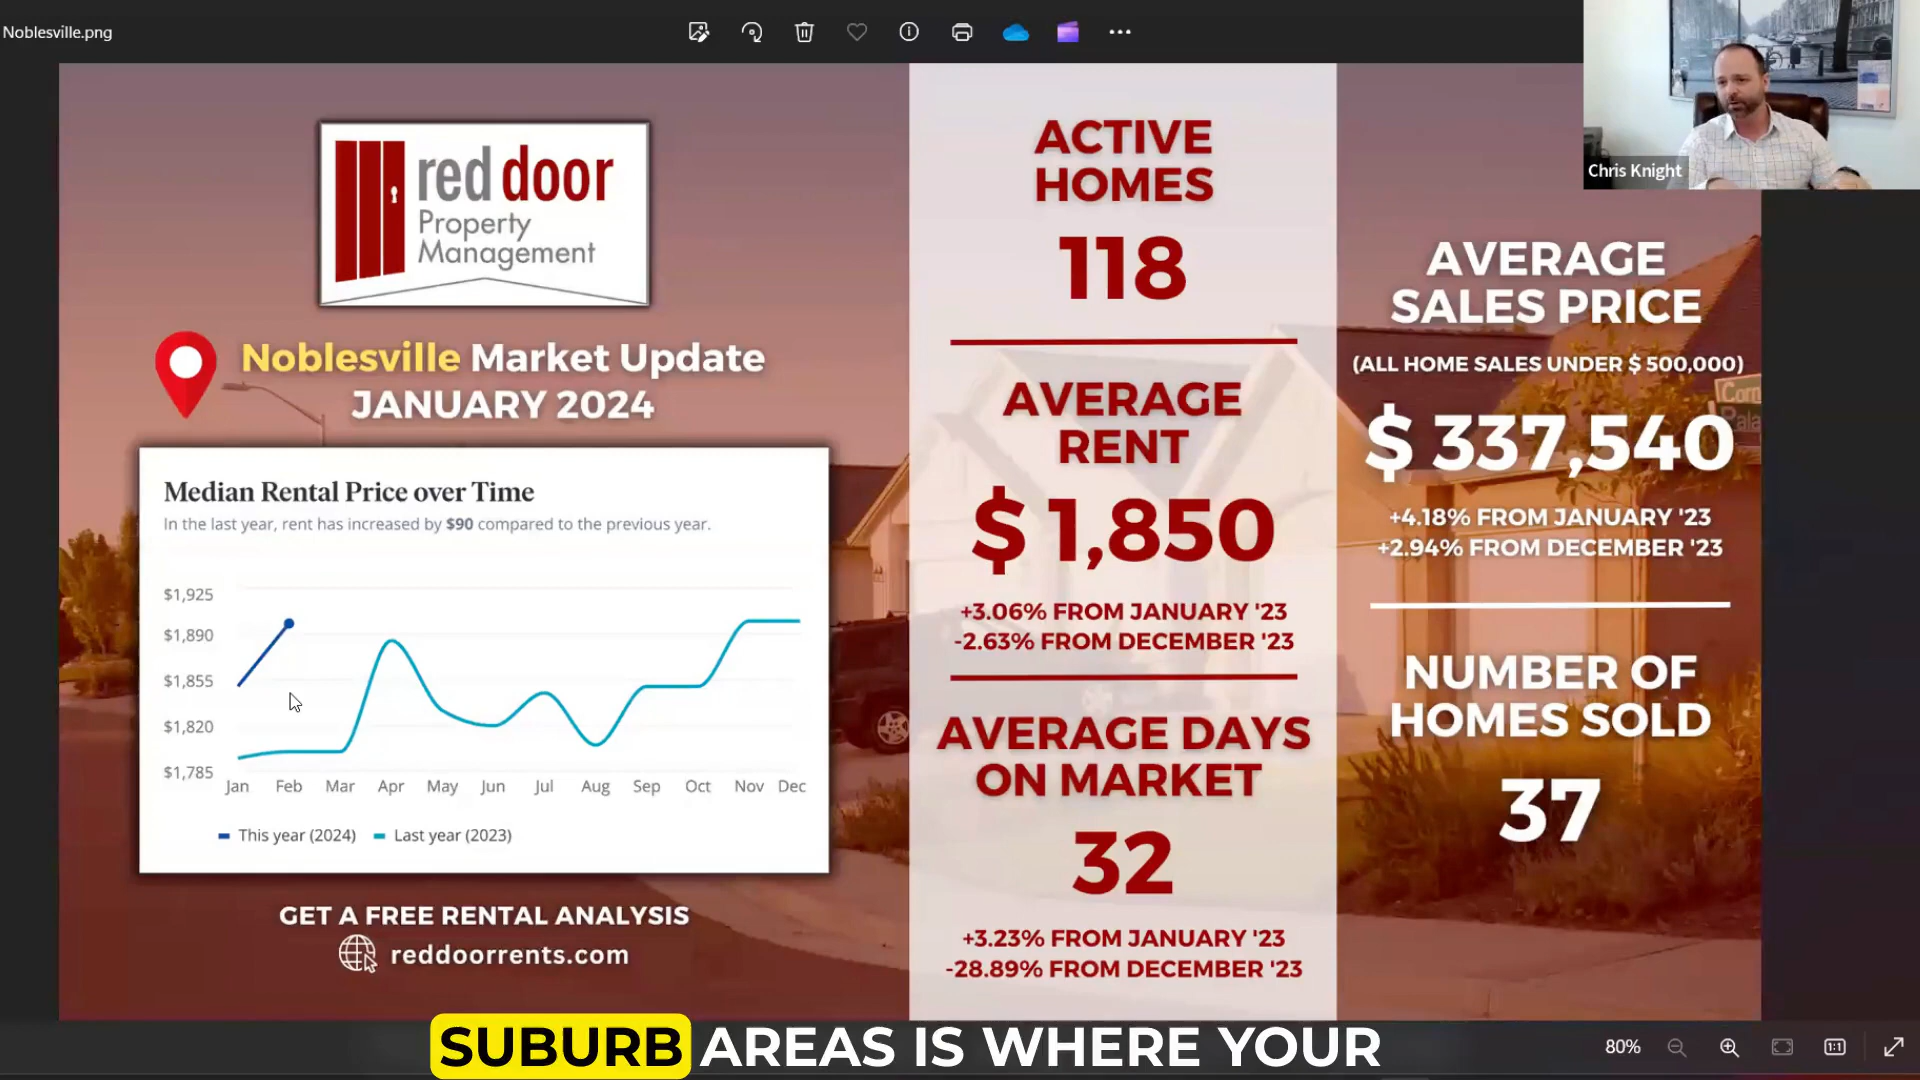 Noblesville.png
Chris Knight
red door
Property
Management
Noblesville Market Update
JANUARY 2024
Median Rental Price over Time
In the last year, rent has increased by $90 compared to the previous year.
$1,925
$1,890
$1,855
$1,820
$1,785
Jan Feb Mar Apr May Jun Jul Aug Sep Oct Nov Dec
This year (2024) Last year (2023)
GET A FREE RENTAL ANALYSIS
reddoorrents.com
ACTIVE
HOMES
118
AVERAGE
RENT
$ 1,850
+3.06% FROM JANUARY '23
-2.63% FROM DECEMBER '23
AVERAGE DAYS
ON MARKET
32
+3.23% FROM JANUARY '23
-28.89% FROM DECEMBER '23
AVERAGE
SALES PRICE
(ALL HOME SALES UNDER $ 500,000)
$ 337,540
+4.18% FROM JANUARY '23
+2.94% FROM DECEMBER '23
NUMBER OF
HOMES SOLD
37
SUBURB AREAS IS WHERE YOUR
80%
1:1